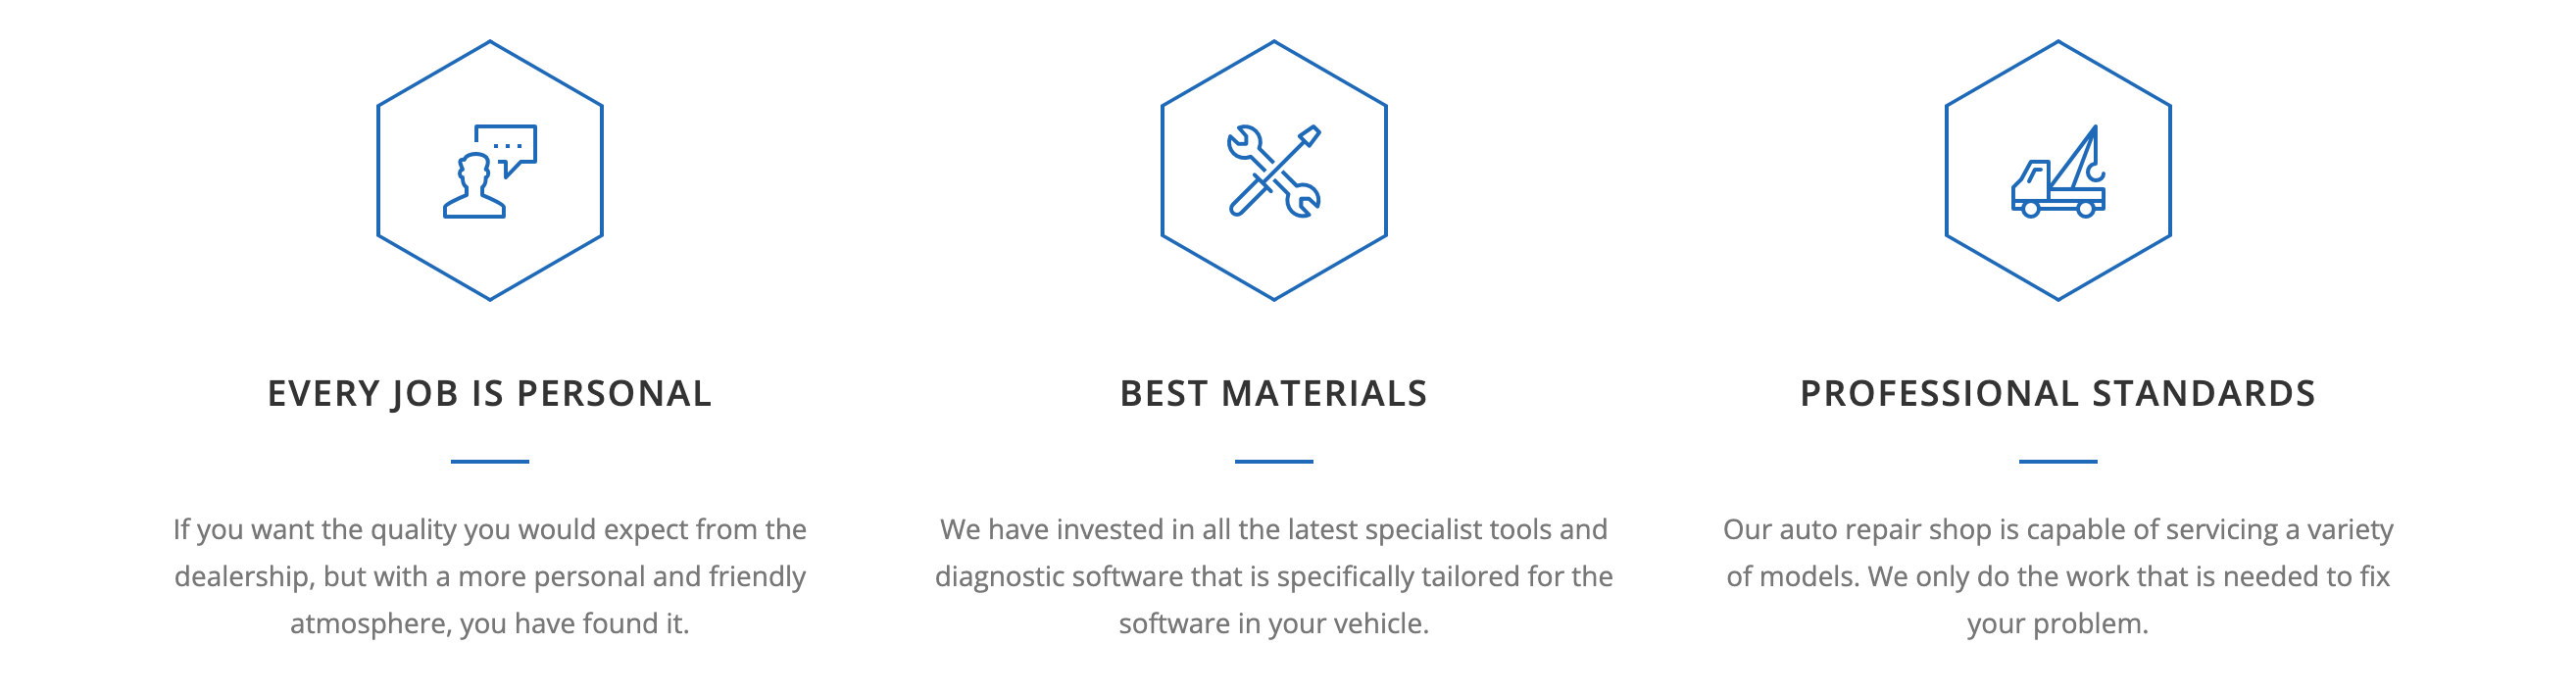 EVERY JOB IS PERSONAL
If you want the quality you would expect from the
dealership, but with a more personal and friendly
atmosphere, you have found it.
BEST MATERIALS
We have invested in all the latest specialist tools and
diagnostic software that is specifically tailored for the
software in your vehicle.
PROFESSIONAL STANDARDS
Our auto repair shop is capable of servicing a variety
of models. We only do the work that is needed to fix
your problem.